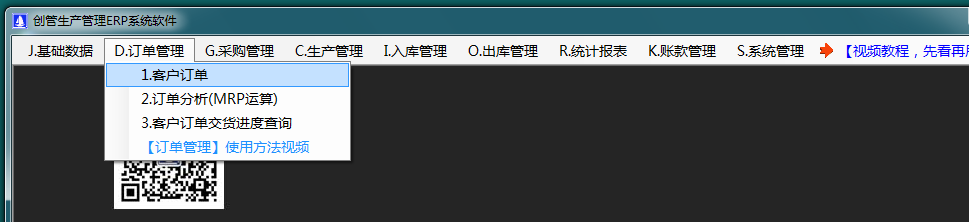 创管生产管理ERP系统软件
J.基础数据 D.订单管理 G.采购管理 C.生产管理 I.入库管理 O.出库管理 R.统计报表 K.账款管理 S.系统管理 【视频教程，先看再用
1.客户订单
2.订单分析(MRP运算)
3.客户订单交货进度查询
【订单管理】使用方法视频